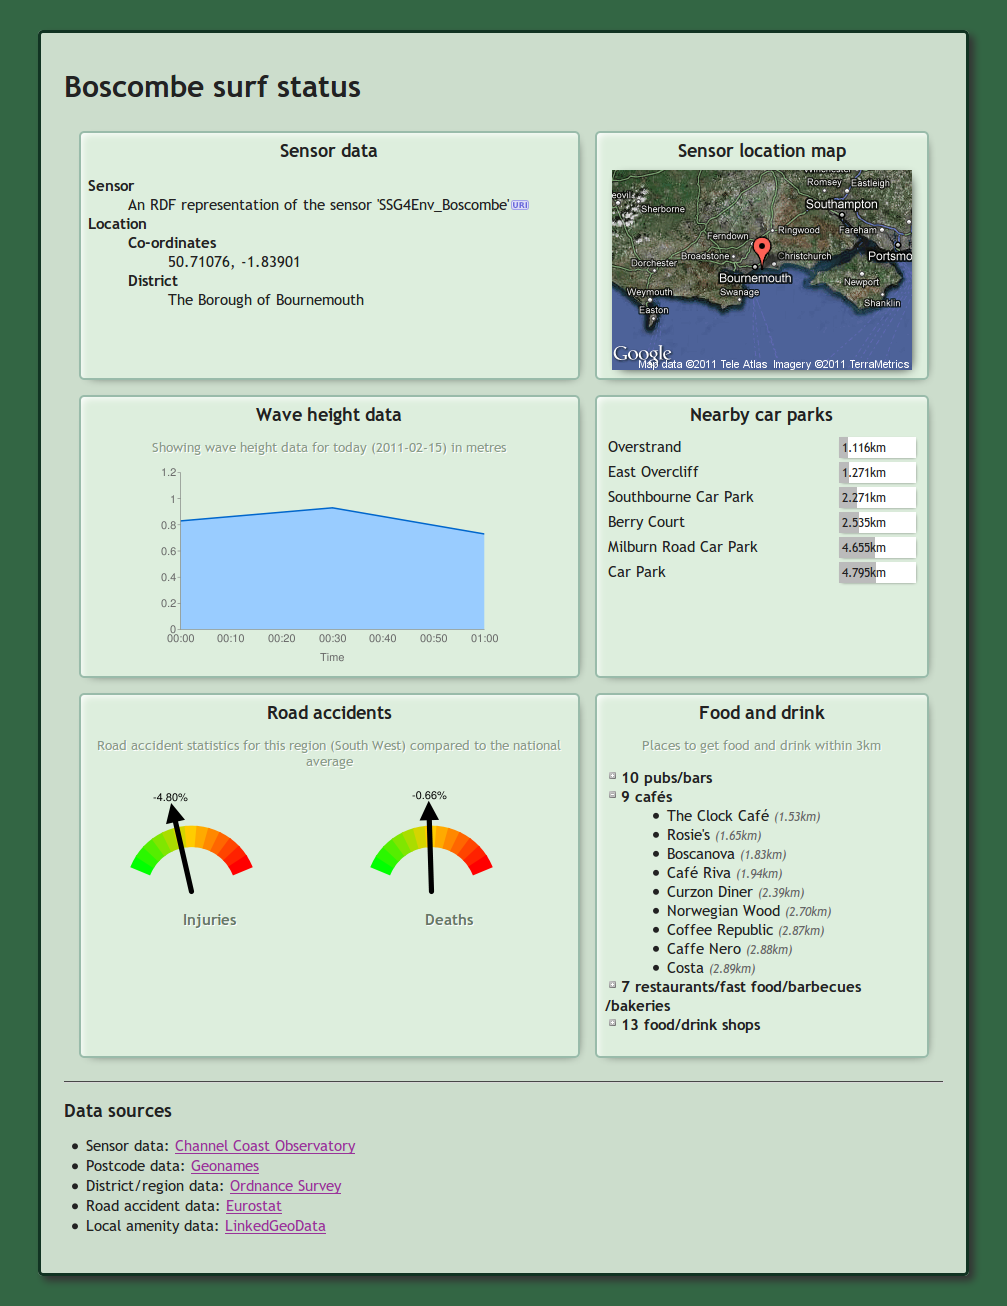 Boscombe surf status
Sensor data
Sensor
An RDF representation of the sensor 'SSG4Env_Boscombe' URI
Location
Co-ordinates
50.71076, -1.83901
District
The Borough of Bournemouth
Sensor location map
Romsey
Eastleigh
Southampton
Sherborne
Ringwood
Fareham
Ferndown
Broadstone
Christchurch
Portsmo
Dorchester
Bournemouth
Newport
Weymouth
Swanage
Shanklin
Easton
Google
Map data ©2011 Tele Atlas Imagery ©2011 TerraMetrics
Wave height data
Showing wave height data for today (2011-02-15) in metres
1.2
1
0.8
0.6
0.4
0.2
0
00:00 00:10 00:20 00:30 00:40 00:50 01:00
Time
Nearby car parks
Overstrand 1.116km
East Overcliff 1.271km
Southbourne Car Park 2.271km
Berry Court 2.535km
Milburn Road Car Park 4.655km
Car Park 4.795km
Road accidents
Road accident statistics for this region (South West) compared to the national
average
-4.80%
-0.66%
Injuries
Deaths
Food and drink
Places to get food and drink within 3km
10 pubs/bars
9 cafés
The Clock Café (1.53km)
Rosie's (1.65km)
Boscanova (1.83km)
Café Riva (1.94km)
Curzon Diner (2.39km)
Norwegian Wood (2.70km)
Coffee Republic (2.87km)
Caffe Nero (2.88km)
Costa (2.89km)
7 restaurants/fast food/barbecues
/bakeries
13 food/drink shops
Data sources
Sensor data: Channel Coast Observatory
Postcode data: Geonames
District/region data: Ordnance Survey
Road accident data: Eurostat
Local amenity data: LinkedGeoData